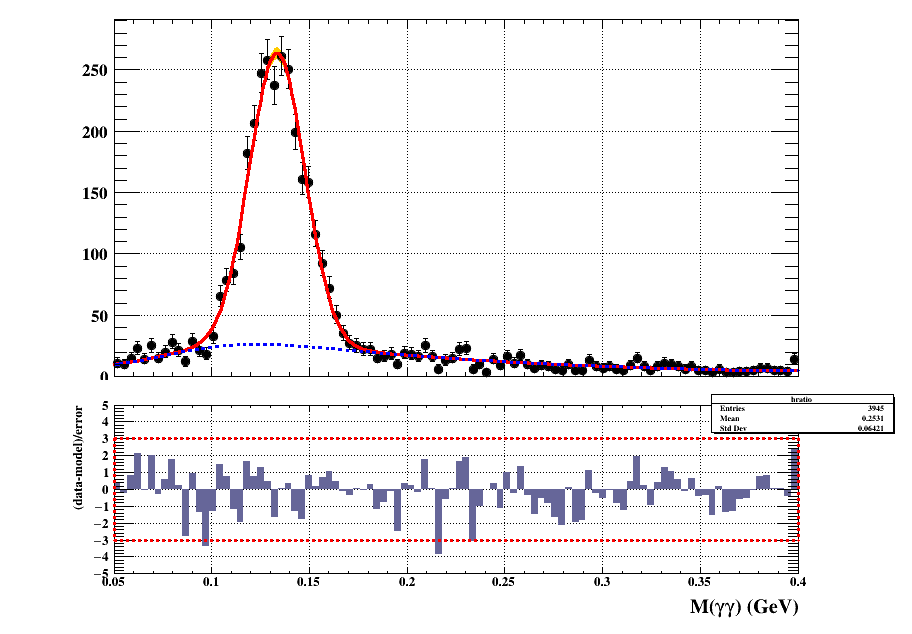 250
200
150
100
50
0
hratio
Entries 3945
Mean 0.2531
Std Dev 0.06421
(data-model)/error
5
4
3
2
1
0
−1
−2
−3
−4
−5
0.05 0.1 0.15 0.2 0.25 0.3 0.35 0.4
M(γγ) (GeV)